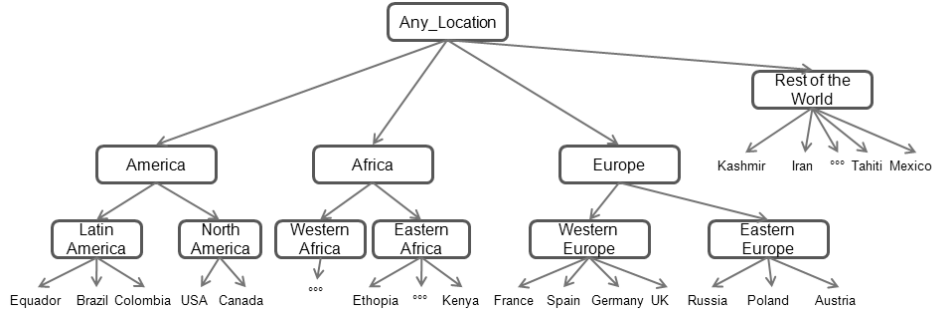 Any_Location
Rest of the
World
America
Africa
Europe
Kashmir Iran °°° Tahiti Mexico
Latin
America
North
America
Western
Africa
Eastern
Africa
Western
Europe
Eastern
Europe
Equador Brazil Colombia USA Canada °°° Ethopia °°° Kenya France Spain Germany UK Russia Poland Austria